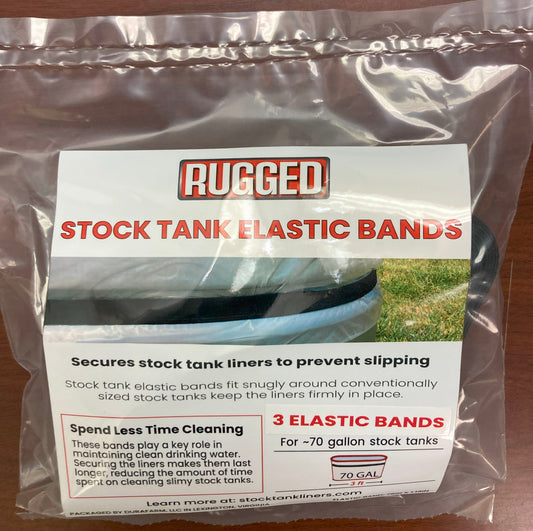 RUGGED
STOCK TANK ELASTIC BANDS
Secures stock tank liners to prevent slipping
Stock tank elastic bands fit snugly around conventionally
sized stock tanks keep the liners firmly in place.
Spend Less Time Cleaning
These bands play a key role in
maintaining clean drinking water.
Securing the liners makes them last
longer, reducing the amount of time
spent on cleaning slimy stock tanks.
3 ELASTIC BANDS
For ~70 gallon stock tanks
70 GAL
3 ft
Learn more at: stocktankliners.com
PACKAGED BY DURAFARM, LLC IN LEXINGTON, VIRGINIA